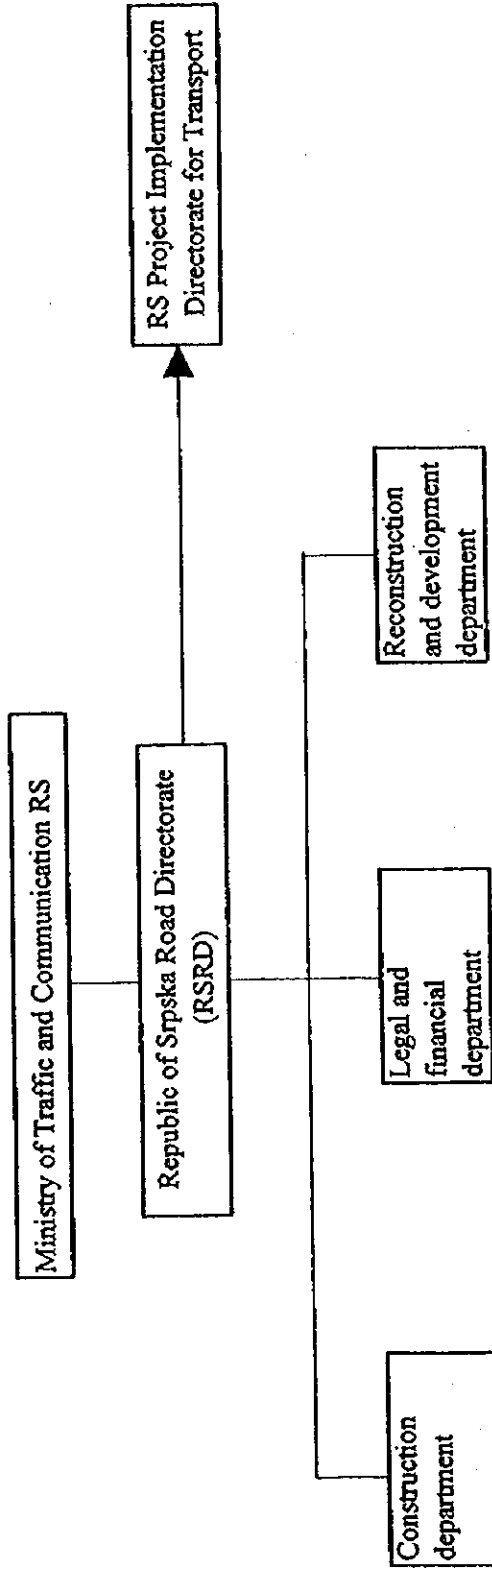 Ministry of Traffic and Communication RS
Republic of Srpska Road Directorate
(RSRD)
RS Project Implementation
Directorate for Transport
Construction
department
Legal and
financial
department
Reconstruction
and development
department